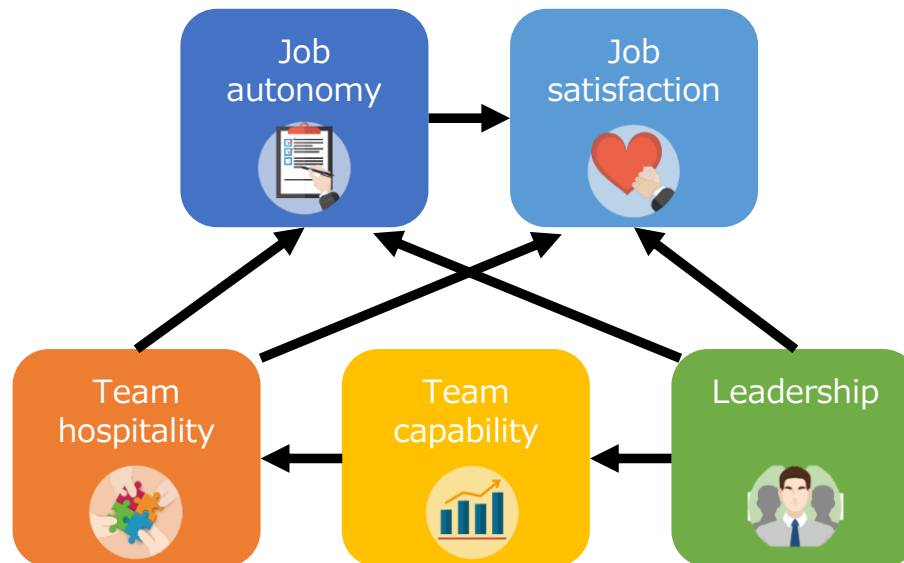 Job
autonomy
Job
satisfaction
Team
hospitality
Team
capability
Leadership